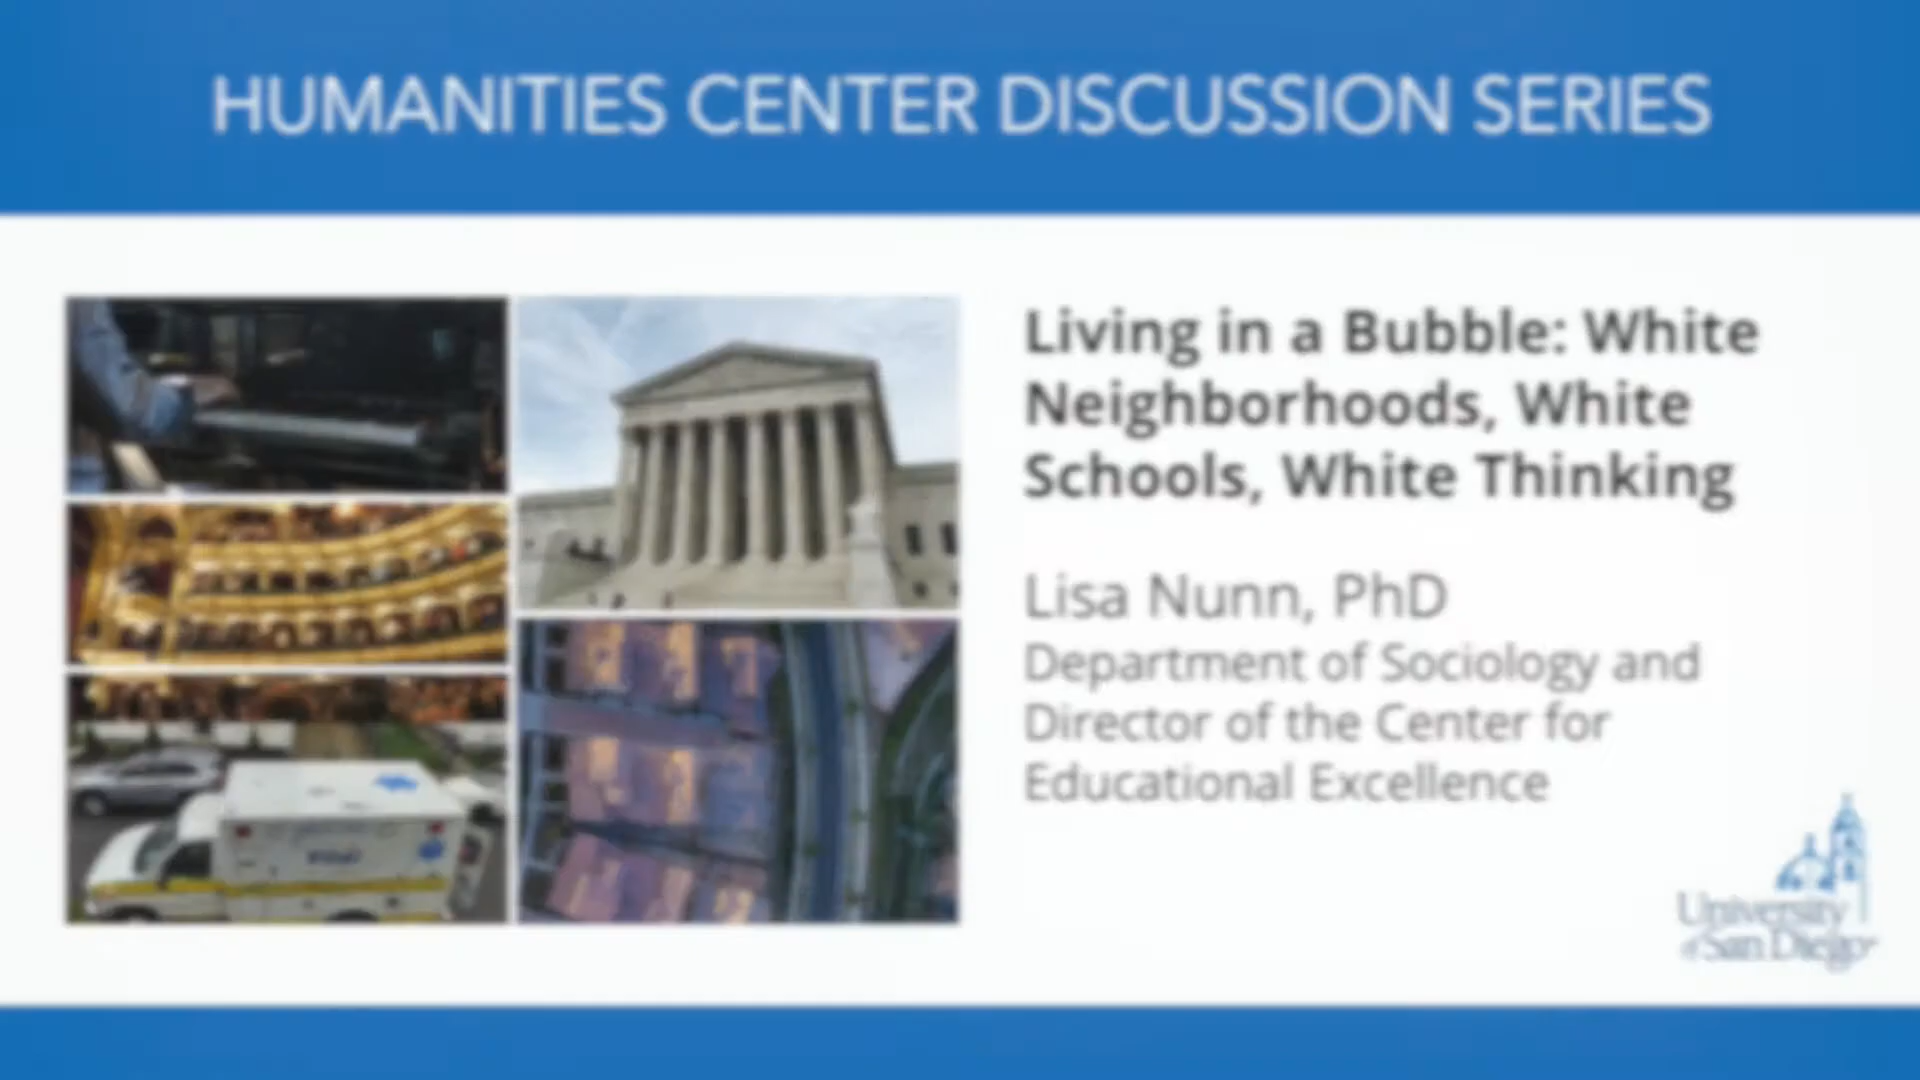 HUMANITIES CENTER DISCUSSION SERIES
Living in a Bubble: White
Neighborhoods, White
Schools, White Thinking
Lisa Nunn, PhD
Department of Sociology and
Director of the Center for
Educational Excellence
University
of San Diego